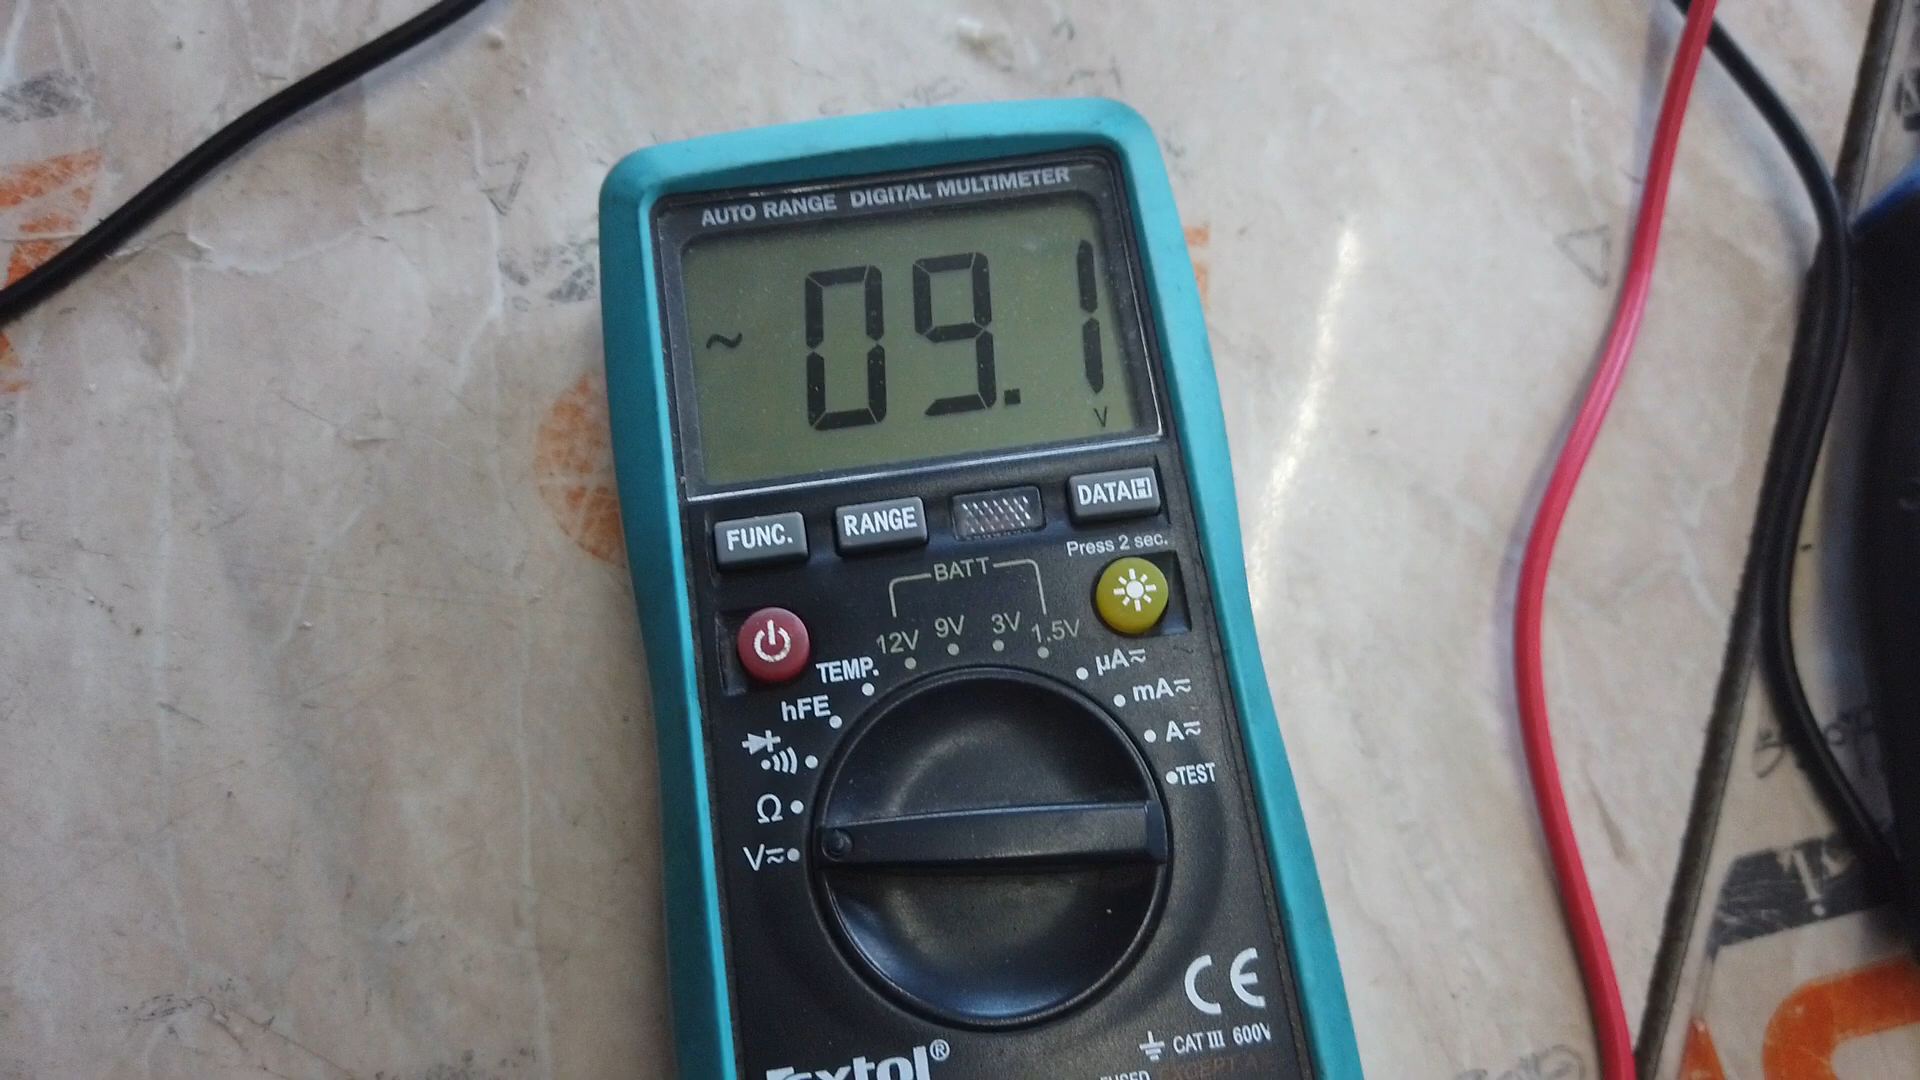 AUTO RANGE DIGITAL MULTIMETER
~ 09.1 V
FUNC. RANGE DATA H
Press 2 sec.
BATT
12V 9V 3V 1.5V
TEMP. µA
hFE mA
A
TEST
Ω
V
CE
CAT III 600V
extol®